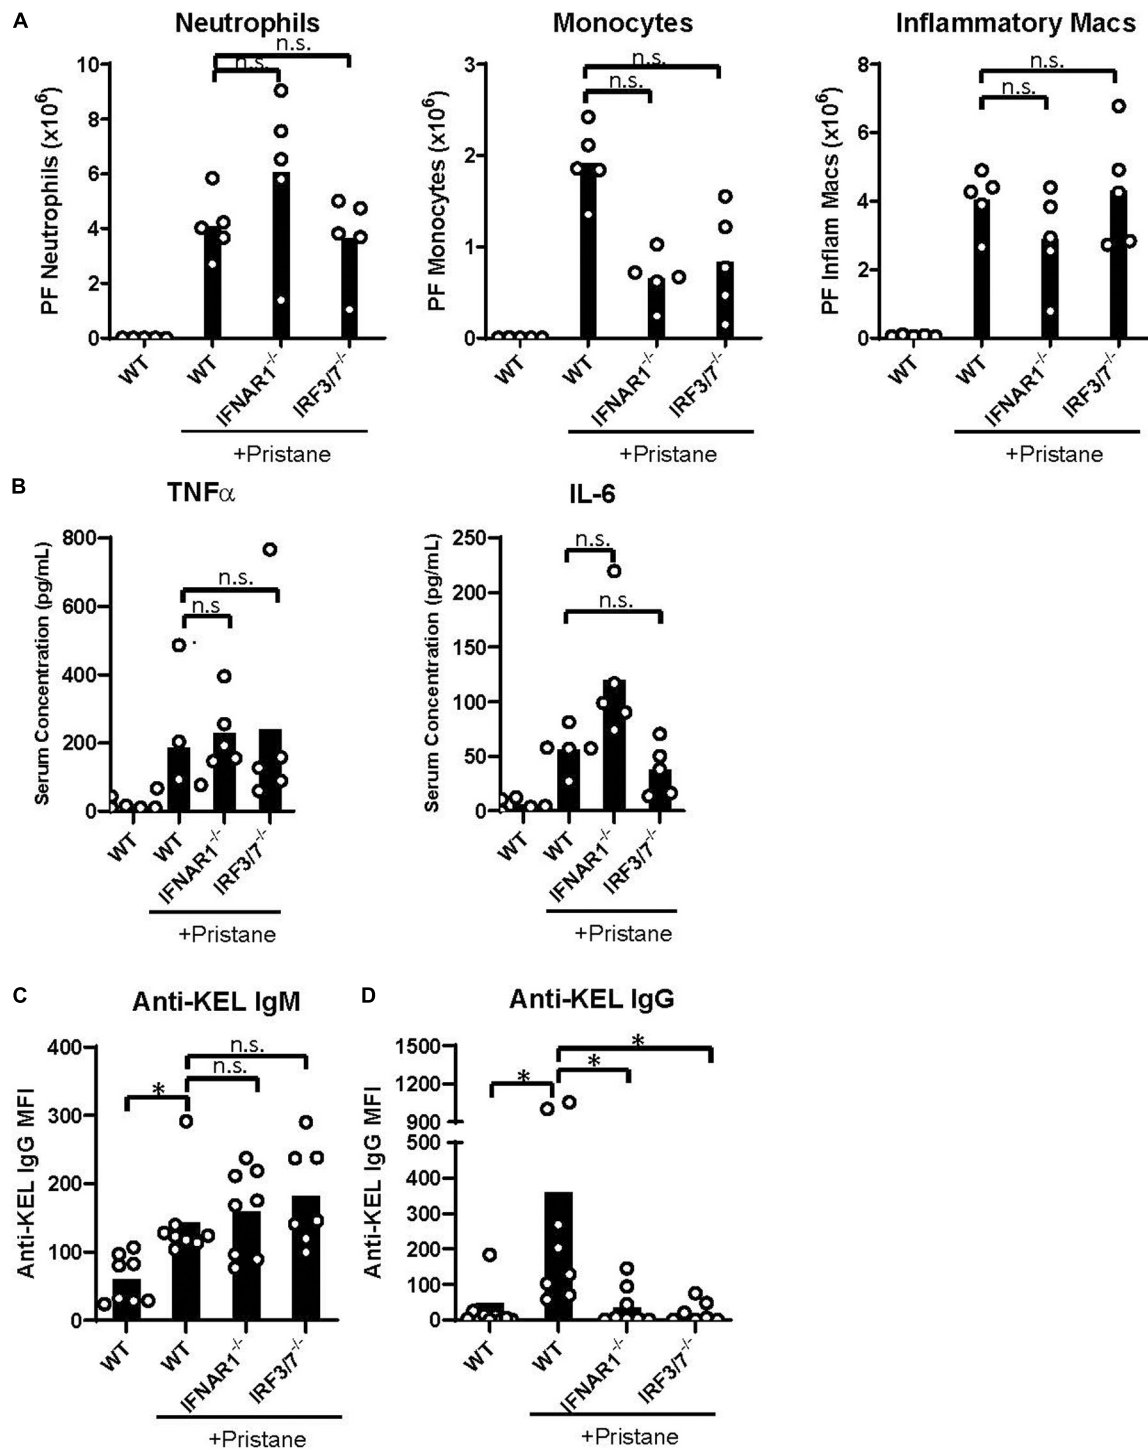 A
Neutrophils
n.s.
n.s.
PF Neutrophils (x10⁶)
10
8
6
4
2
0
WT
WT
IFNAR1-/-
IRF3/7-/-
+Pristane
Monocytes
n.s.
n.s.
PF Monocytes (x10⁶)
3
2
1
0
WT
WT
IFNAR1-/-
IRF3/7-/-
+Pristane
Inflammatory Macs
n.s.
n.s.
PF Inflam Macs (x10⁶)
8
6
4
2
0
WT
WT
IFNAR1-/-
IRF3/7-/-
+Pristane
B
TNFα
n.s.
n.s
.
Serum Concentration (pg/mL)
800
600
400
200
0
WT
WT
IFNAR1-/-
IRF3/7-/-
+Pristane
IL-6
n.s.
n.s.
Serum Concentration (pg/mL)
250
200
150
100
50
0
WT
WT
IFNAR1-/-
IRF3/7-/-
+Pristane
C
Anti-KEL IgM
n.s.
n.s.
*
Anti-KEL IgG MFI
400
300
200
100
0
WT
WT
IFNAR1-/-
IRF3/7-/-
+Pristane
D
Anti-KEL IgG
*
*
*
Anti-KEL IgG MFI
1500
1200
900
500
400
300
200
100
0
WT
WT
IFNAR1-/-
IRF3/7-/-
+Pristane